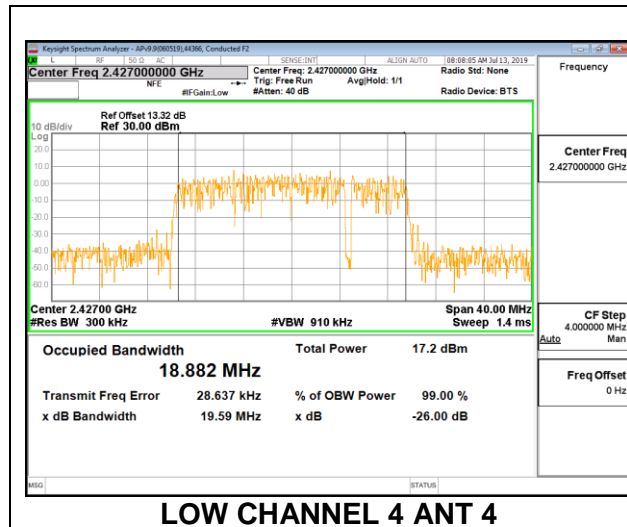 Keysight Spectrum Analyzer - APv9.9(060519),44366, Conducted F2
L RF 50 Ω AC SENSE:INT ALIGN AUTO 08:08:05 AM Jul 13, 2019
Center Freq 2.427000000 GHz Center Freq: 2.427000000 GHz Radio Std: None
NFE Trig: Free Run Avg|Hold: 1/1
#IFGain:Low #Atten: 40 dB Radio Device: BTS
Frequency
Ref Offset 13.32 dB
10 dB/div Ref 30.00 dBm
Log
20.0
10.0
0.00
-10.0
-20.0
-30.0
-40.0
-50.0
-60.0
Center Freq
2.427000000 GHz
Center 2.42700 GHz Span 40.00 MHz
#Res BW 300 kHz #VBW 910 kHz Sweep 1.4 ms
CF Step
4.000000 MHz
Auto Man
Occupied Bandwidth Total Power 17.2 dBm
18.882 MHz
Transmit Freq Error 28.637 kHz % of OBW Power 99.00 %
x dB Bandwidth 19.59 MHz x dB -26.00 dB
Freq Offset
0 Hz
MSG STATUS
LOW CHANNEL 4 ANT 4